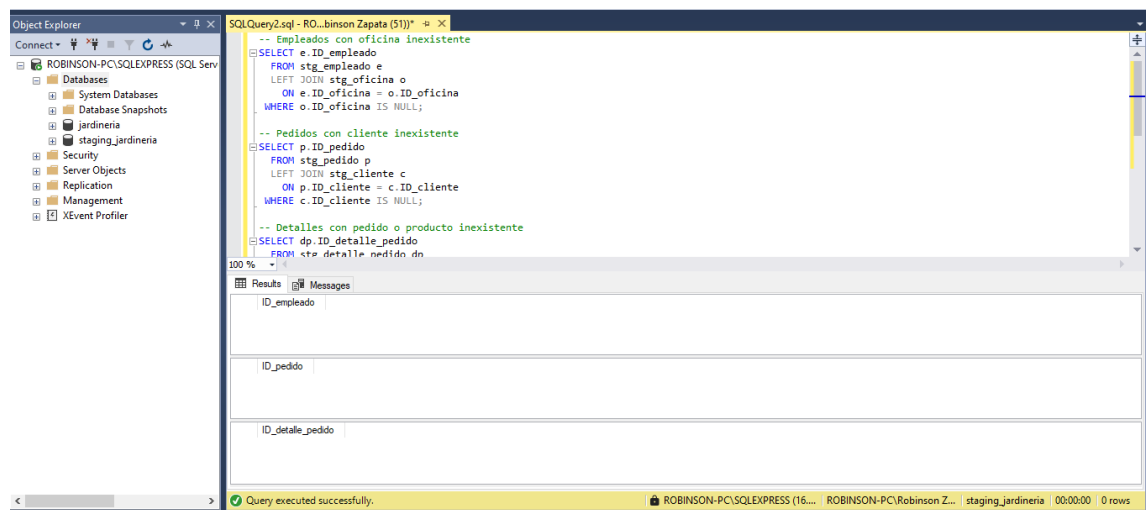 Object Explorer
Connect
ROBINSON-PC\SQLEXPRESS (SQL Serv
Databases
System Databases
Database Snapshots
jardineria
staging_jardineria
Security
Server Objects
Replication
Management
XEvent Profiler
SQLQuery2.sql - RO...binson Zapata (51))*
-- Empleados con oficina inexistente
SELECT e.ID_empleado
FROM stg_empleado e
LEFT JOIN stg_oficina o
ON e.ID_oficina = o.ID_oficina
WHERE o.ID_oficina IS NULL;
-- Pedidos con cliente inexistente
SELECT p.ID_pedido
FROM stg_pedido p
LEFT JOIN stg_cliente c
ON p.ID_cliente = c.ID_cliente
WHERE c.ID_cliente IS NULL;
-- Detalles con pedido o producto inexistente
SELECT dp.ID_detalle_pedido
FROM stg_detalle_pedido dp
100 %
Results Messages
ID_empleado
ID_pedido
ID_detalle_pedido
Query executed successfully.
ROBINSON-PC\SQLEXPRESS (16.... ROBINSON-PC\Robinson Z... staging_jardineria 00:00:00 0 rows